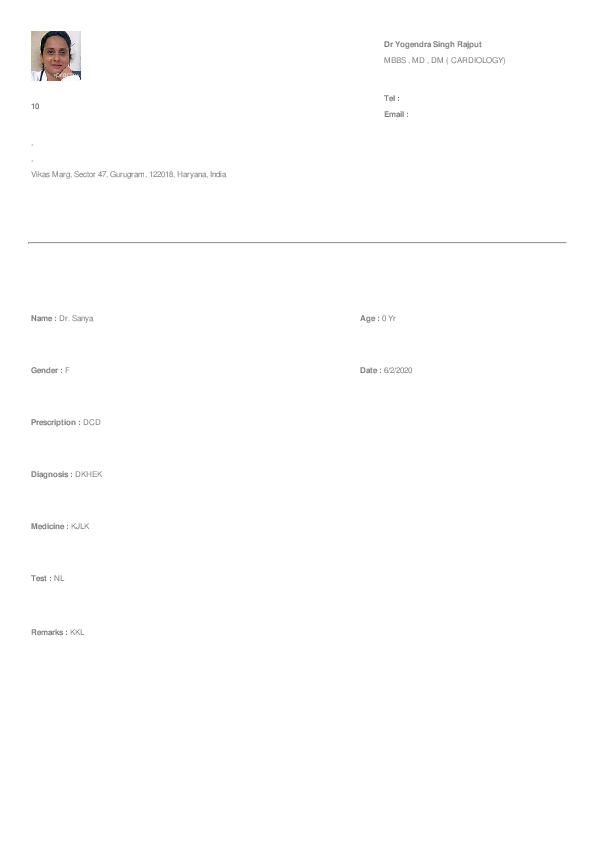 Dr Yogendra Singh Rajput
MBBS , MD , DM ( CARDIOLOGY)
Tel :
Email :
10
,
,
Vikas Marg, Sector 47, Gurugram, 122018, Haryana, India
Name : Dr. Sanya
Age : 0 Yr
Gender : F
Date : 6/2/2020
Prescription : DCD
Diagnosis : DKHEK
Medicine : KJLK
Test : NL
Remarks : KKL